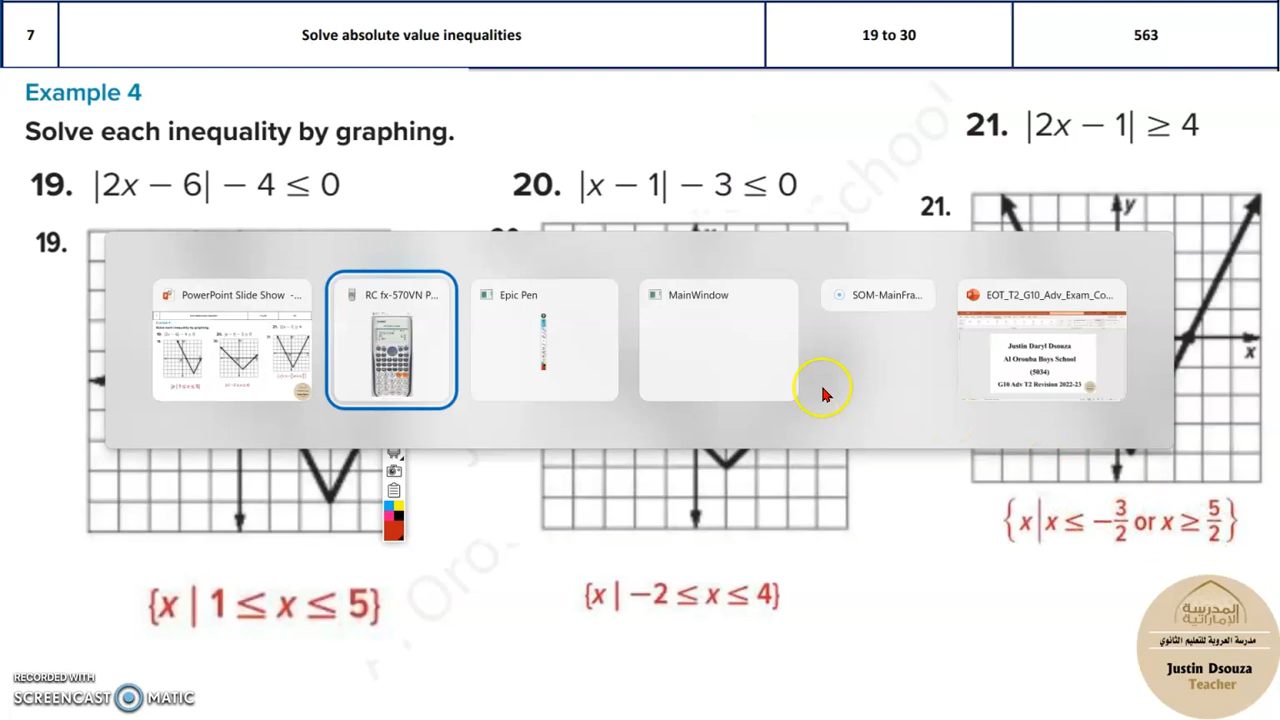 7 Solve absolute value inequalities 19 to 30 563
Example 4
Solve each inequality by graphing.
21. |2x − 1| ≥ 4
19. |2x − 6| − 4 ≤ 0
20. |x − 1| − 3 ≤ 0
School
21.
19.
y
x
PowerPoint Slide Show -...
RC fx-570VN P...
Epic Pen
MainWindow
SOM-MainFra...
EOT_T2_G10_Adv_Exam_Co...
Justin Daryl Dsouza
Al Orouba Boys School
(5034)
G10 Adv T2 Revision 2022-23
{x | x ≤ −3/2 or x ≥ 5/2}
{x | 1 ≤ x ≤ 5}
{x | −2 ≤ x ≤ 4}
المدرسة
الإماراتية
مدرسة العروبة للتعليم الثانوي
Justin Dsouza
Teacher
RECORDED WITH
SCREENCAST MATIC